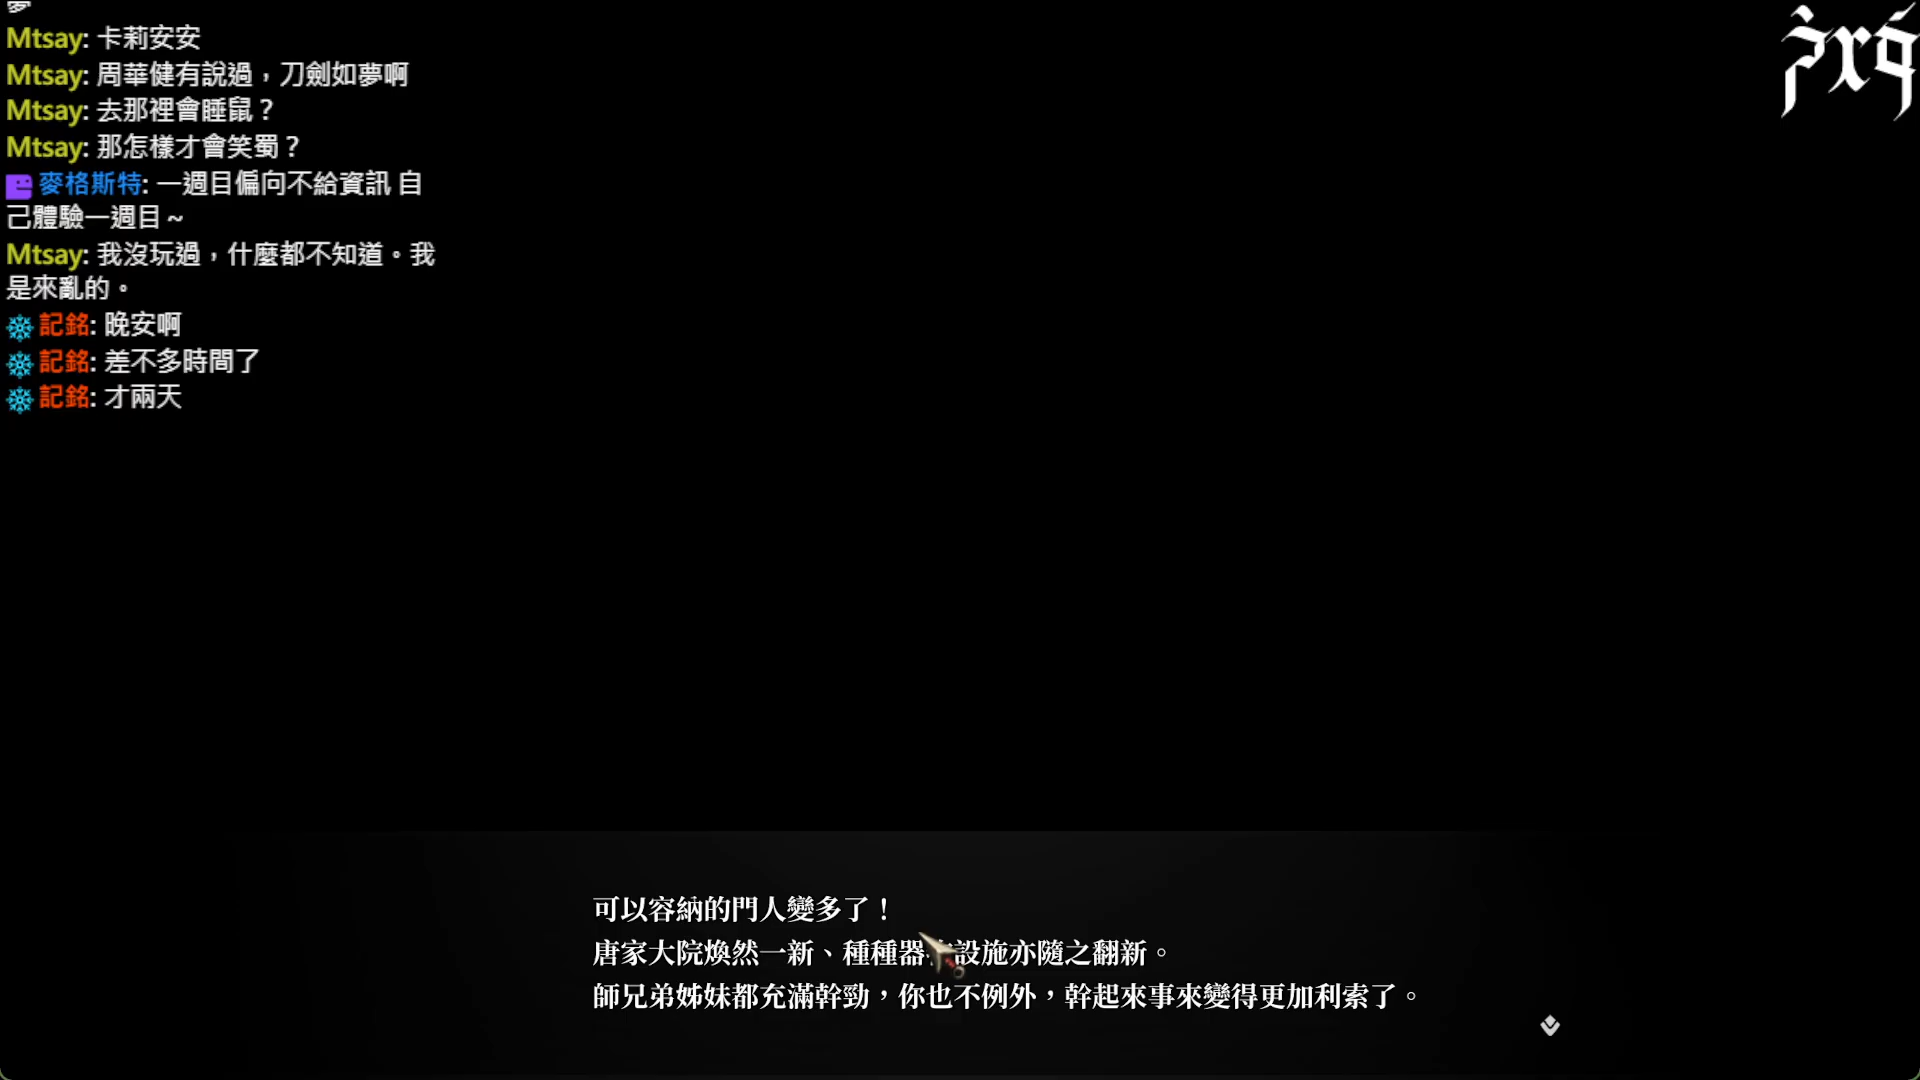 夢
Mtsay: 卡莉安安
Mtsay: 周華健有說過，刀劍如夢啊
Mtsay: 去那裡會睡鼠？
Mtsay: 那怎樣才會笑蜀？
麥格斯特: 一週目偏向不給資訊 自
己體驗一週目~
Mtsay: 我沒玩過，什麼都不知道。我
是來亂的。
記銘: 晚安啊
記銘: 差不多時間了
記銘: 才兩天
可以容納的門人變多了！
唐家大院煥然一新、種種器 設施亦隨之翻新。
師兄弟姊妹都充滿幹勁，你也不例外，幹起來事來變得更加利索了。